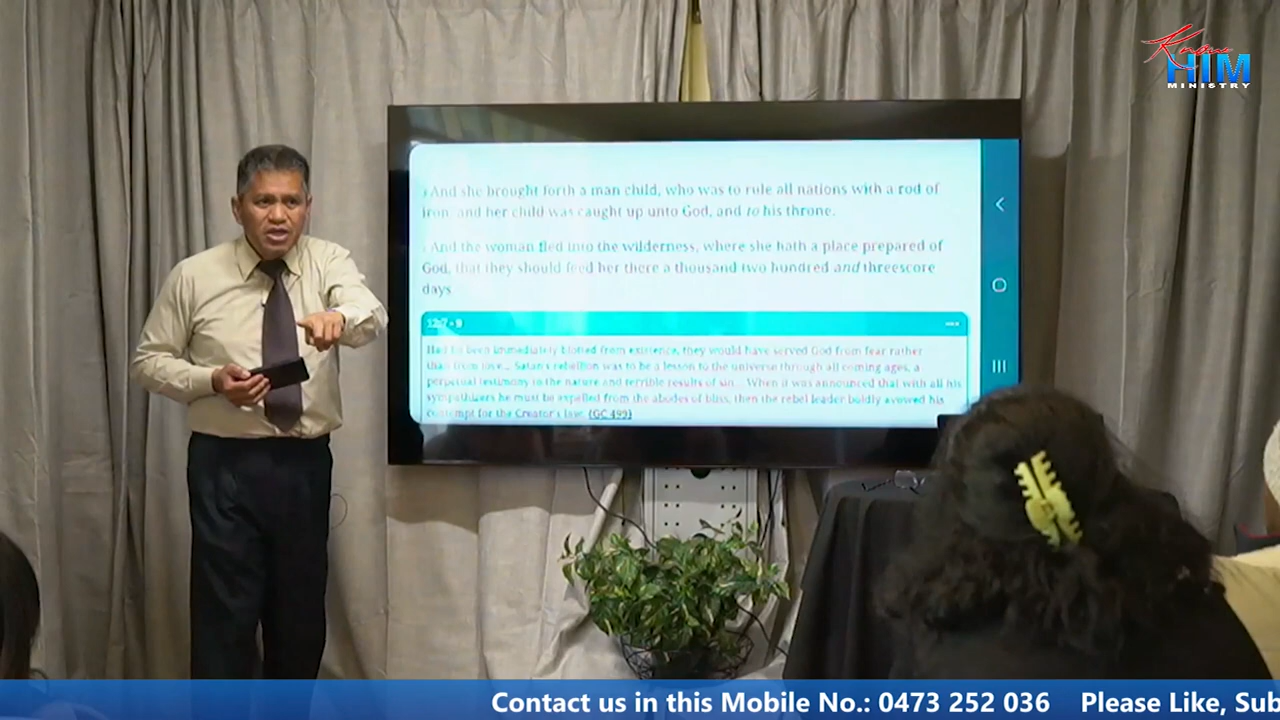 Know
HIM
MINISTRY
And she brought forth a man child, who was to rule all nations with a rod of
iron: and her child was caught up unto God, and to his throne.
And the woman fled into the wilderness, where she hath a place prepared of
God, that they should feed her there a thousand two hundred and threescore
days
12:7 - 9
Had he been immediately blotted from existence, they would have served God from fear rather
than from love... Satan's rebellion was to be a lesson to the universe through all coming ages, a
perpetual testimony to the nature and terrible results of sin... When it was announced that with all his
sympathizers he must be expelled from the abodes of bliss, then the rebel leader boldly avowed his
contempt for the Creator's law. {GC 499}
Contact us in this Mobile No.: 0473 252 036 Please Like, Sub